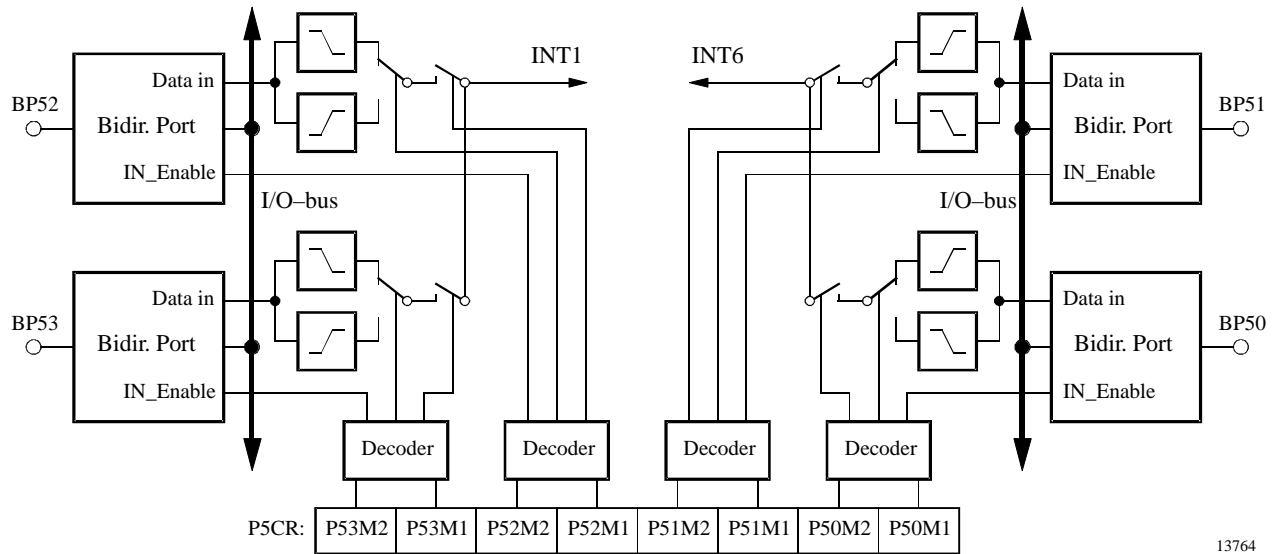 INT1
INT6
Data in
BP52
Bidir. Port
IN_Enable
I/O–bus
Data in
BP51
Bidir. Port
IN_Enable
I/O–bus
Data in
BP53
Bidir. Port
IN_Enable
Data in
BP50
Bidir. Port
IN_Enable
Decoder
Decoder
Decoder
Decoder
P5CR: P53M2 P53M1 P52M2 P52M1 P51M2 P51M1 P50M2 P50M1
13764